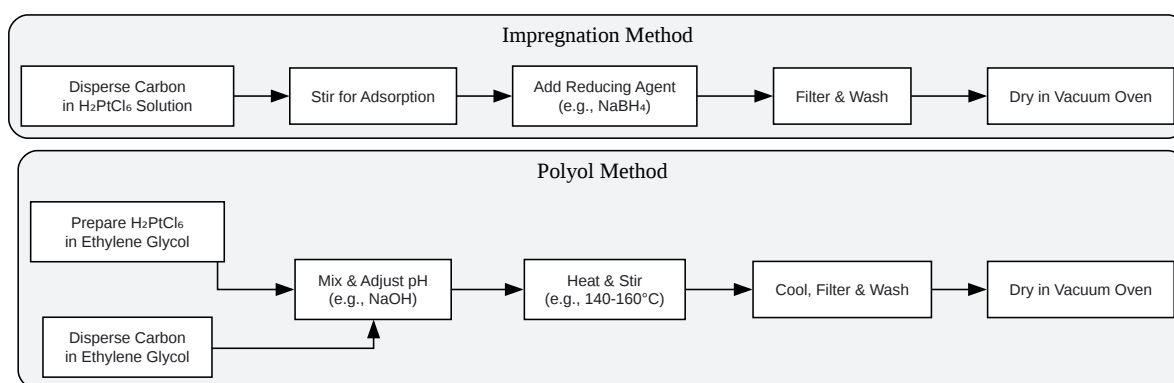 Impregnation Method
Disperse Carbon
in H₂PtCl₆ Solution
Stir for Adsorption
Add Reducing Agent
(e.g., NaBH₄)
Filter & Wash
Dry in Vacuum Oven
Polyol Method
Prepare H₂PtCl₆
in Ethylene Glycol
Disperse Carbon
in Ethylene Glycol
Mix & Adjust pH
(e.g., NaOH)
Heat & Stir
(e.g., 140-160°C)
Cool, Filter & Wash
Dry in Vacuum Oven